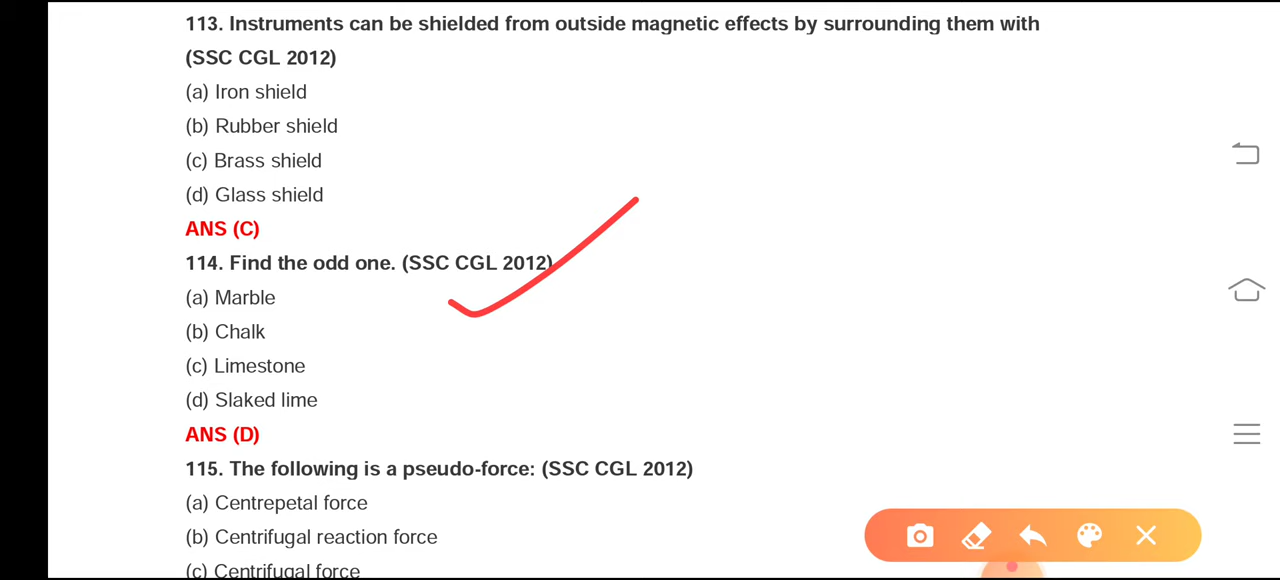 113. Instruments can be shielded from outside magnetic effects by surrounding them with
(SSC CGL 2012)
(a) Iron shield
(b) Rubber shield
(c) Brass shield
(d) Glass shield
ANS (C)
114. Find the odd one. (SSC CGL 2012)
(a) Marble
(b) Chalk
(c) Limestone
(d) Slaked lime
ANS (D)
115. The following is a pseudo-force: (SSC CGL 2012)
(a) Centrepetal force
(b) Centrifugal reaction force
(c) Centrifugal force